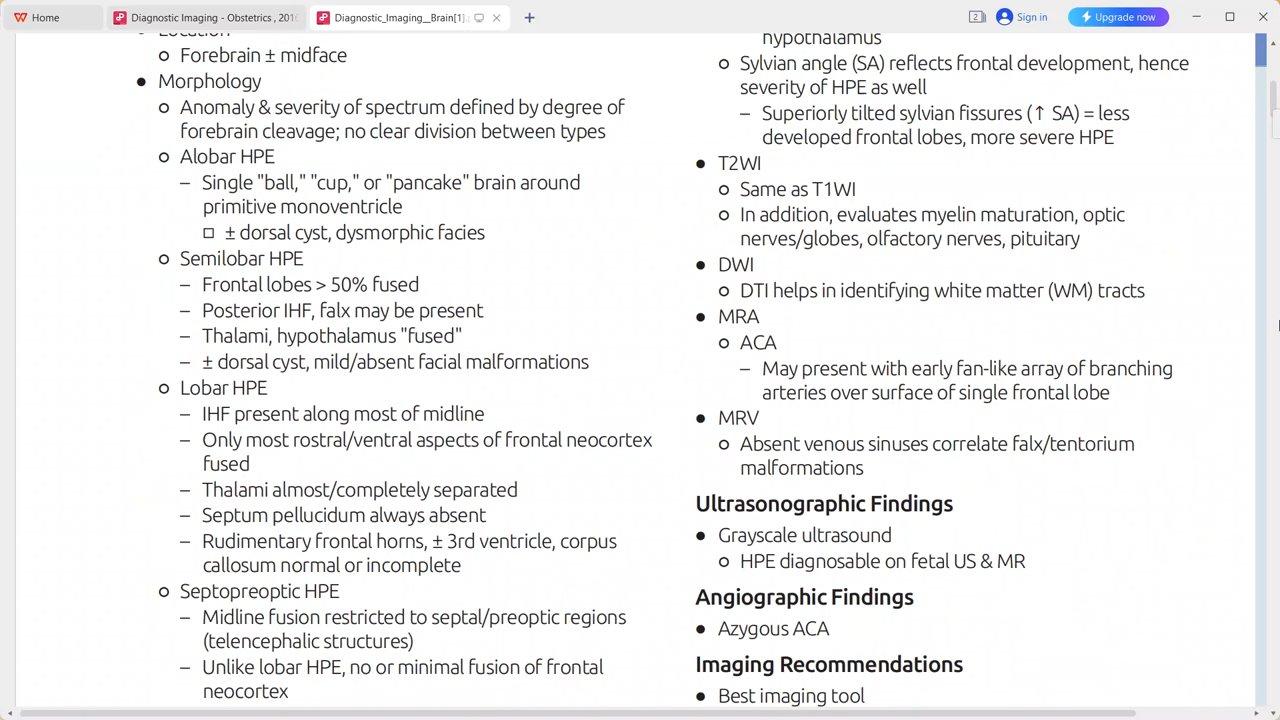 Home
Diagnostic Imaging - Obstetrics , 2016
Diagnostic_Imaging__Brain[1].
2
Sign in
Upgrade now
Location
○ Forebrain ± midface
● Morphology
○ Anomaly & severity of spectrum defined by degree of
forebrain cleavage; no clear division between types
○ Alobar HPE
– Single "ball," "cup," or "pancake" brain around
primitive monoventricle
□ ± dorsal cyst, dysmorphic facies
○ Semilobar HPE
– Frontal lobes > 50% fused
– Posterior IHF, falx may be present
– Thalami, hypothalamus "fused"
– ± dorsal cyst, mild/absent facial malformations
○ Lobar HPE
– IHF present along most of midline
– Only most rostral/ventral aspects of frontal neocortex
fused
– Thalami almost/completely separated
– Septum pellucidum always absent
– Rudimentary frontal horns, ± 3rd ventricle, corpus
callosum normal or incomplete
○ Septopreoptic HPE
– Midline fusion restricted to septal/preoptic regions
(telencephalic structures)
– Unlike lobar HPE, no or minimal fusion of frontal
neocortex
hypothalamus
○ Sylvian angle (SA) reflects frontal development, hence
severity of HPE as well
– Superiorly tilted sylvian fissures (↑ SA) = less
developed frontal lobes, more severe HPE
● T2WI
○ Same as T1WI
○ In addition, evaluates myelin maturation, optic
nerves/globes, olfactory nerves, pituitary
● DWI
○ DTI helps in identifying white matter (WM) tracts
● MRA
○ ACA
– May present with early fan-like array of branching
arteries over surface of single frontal lobe
● MRV
○ Absent venous sinuses correlate falx/tentorium
malformations
Ultrasonographic Findings
● Grayscale ultrasound
○ HPE diagnosable on fetal US & MR
Angiographic Findings
● Azygous ACA
Imaging Recommendations
● Best imaging tool